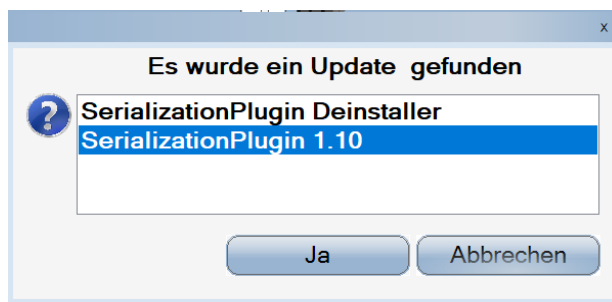 x
Es wurde ein Update gefunden
?
SerializationPlugin Deinstaller
SerializationPlugin 1.10
Ja
Abbrechen